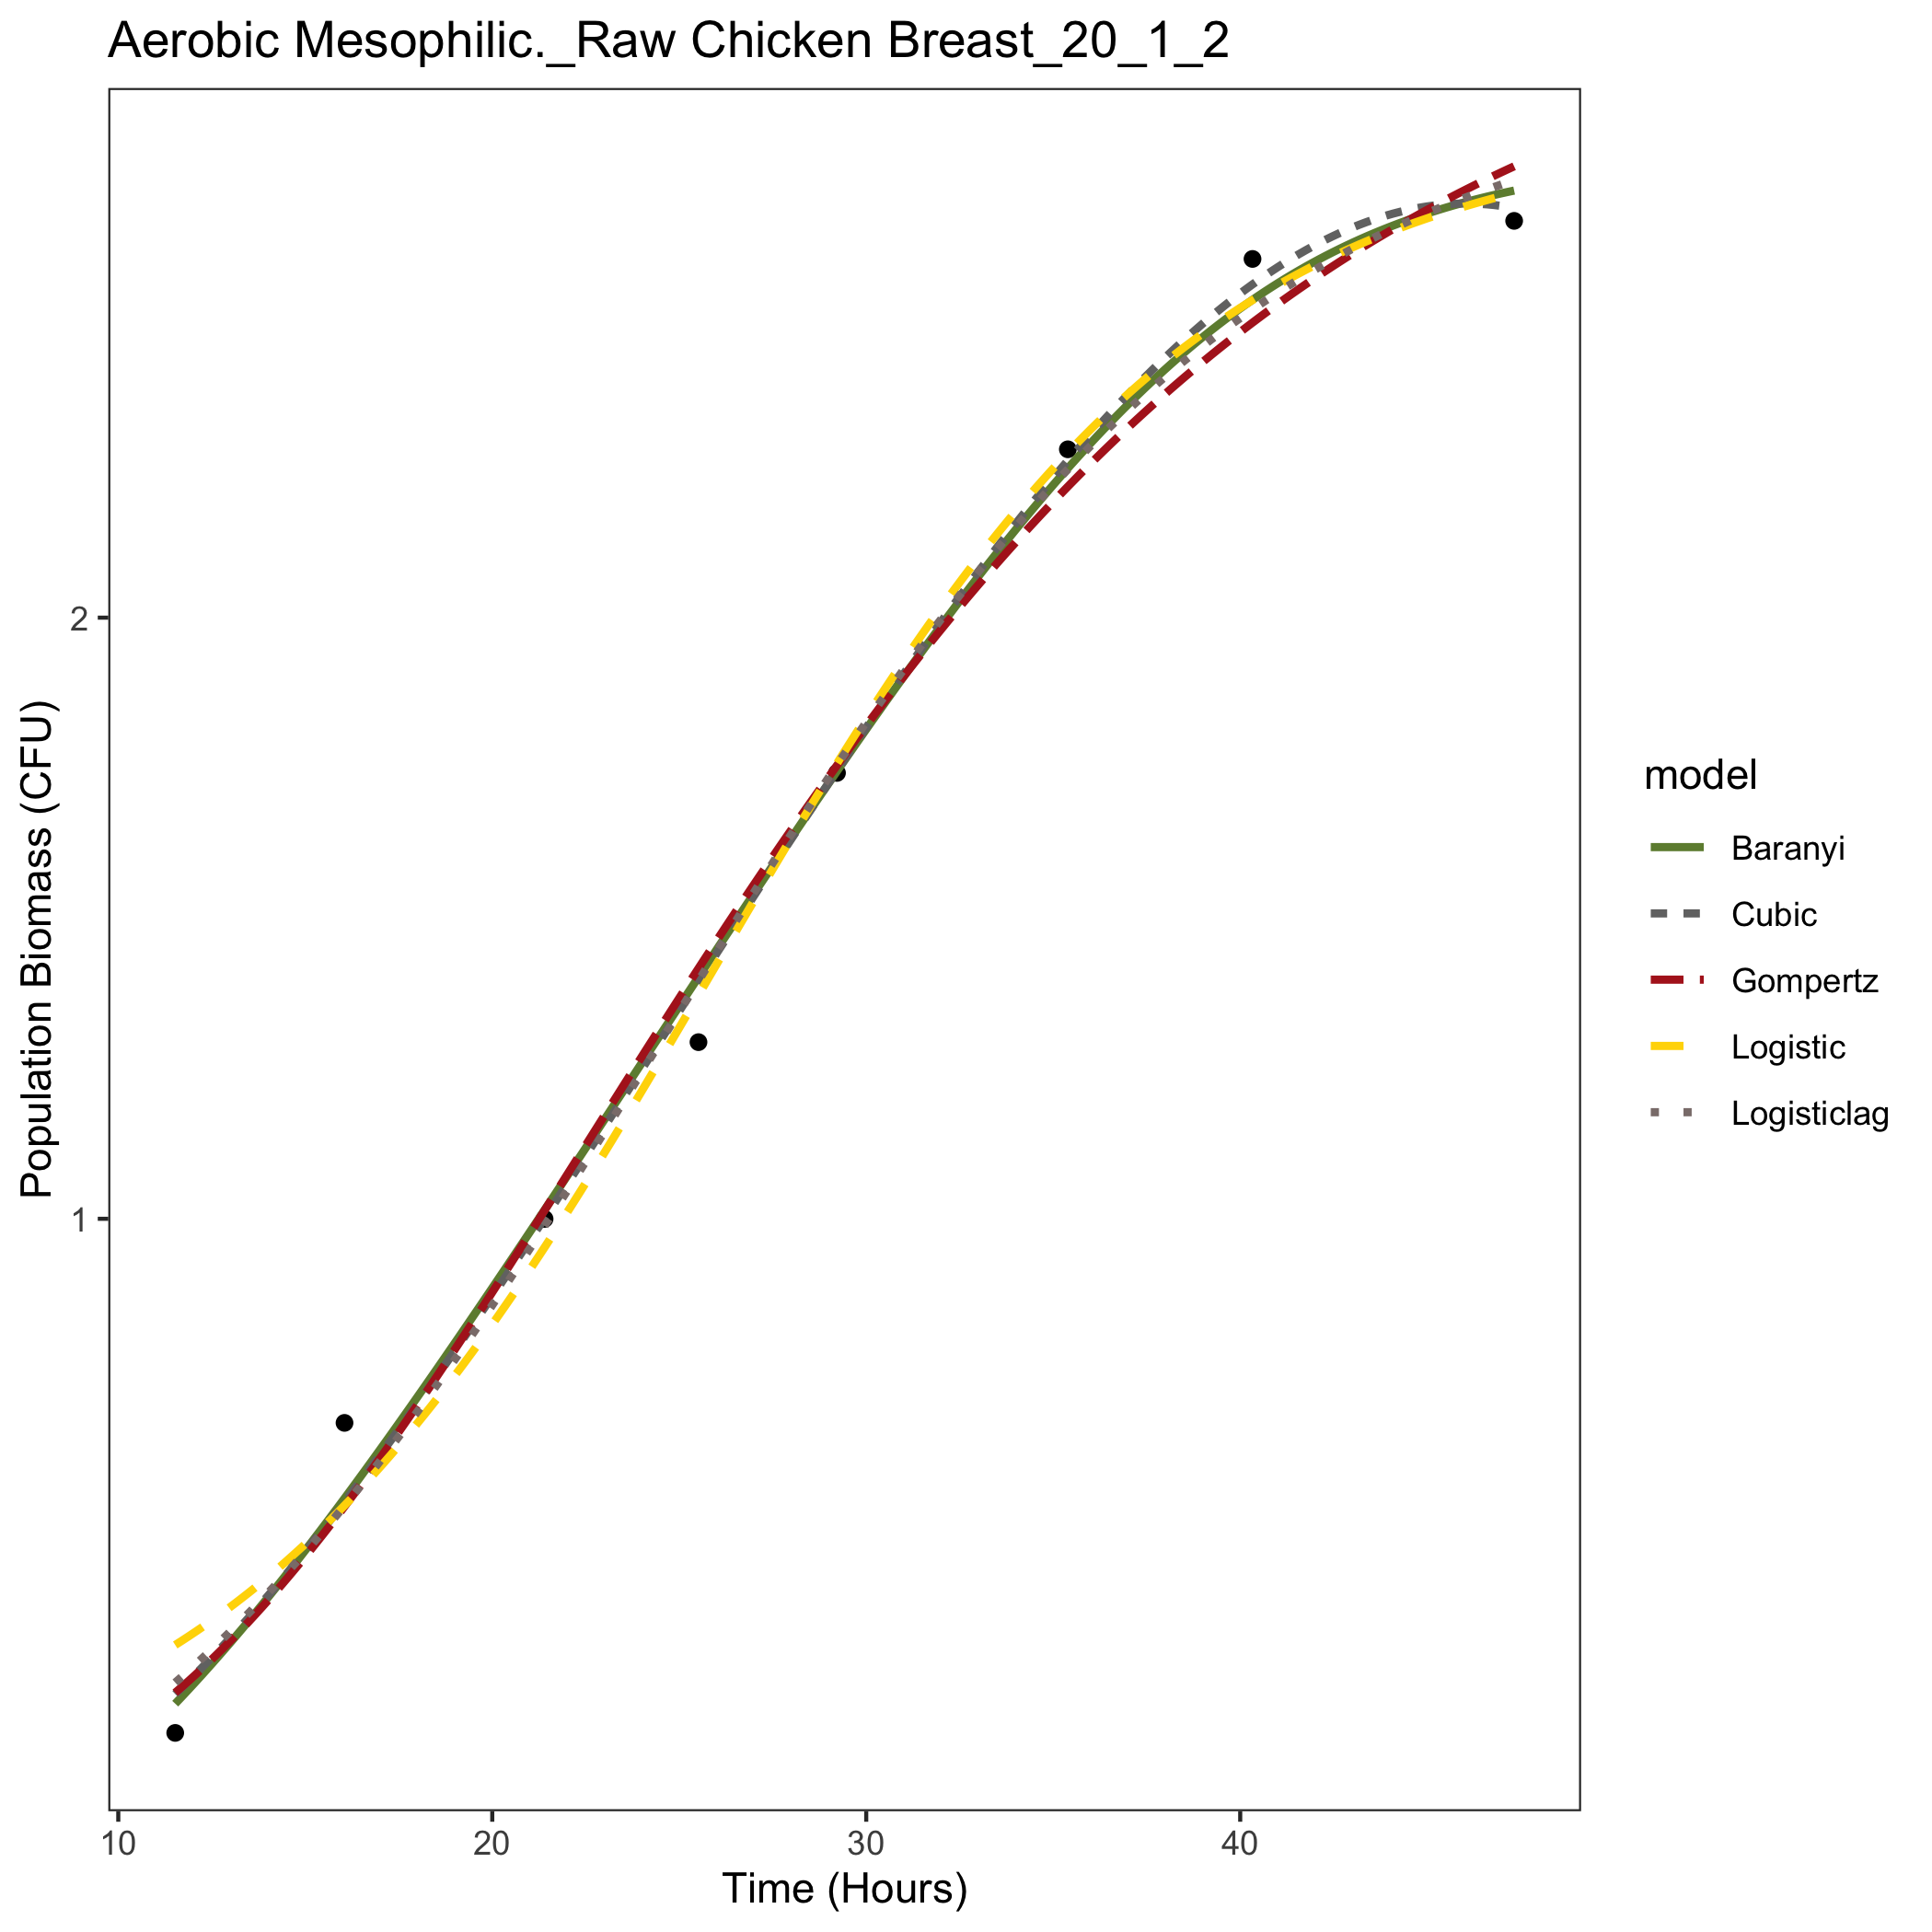 Aerobic Mesophilic._Raw Chicken Breast_20_1_2
Population Biomass (CFU)
2
1
10 20 30 40
Time (Hours)
model
Baranyi
Cubic
Gompertz
Logistic
Logisticlag